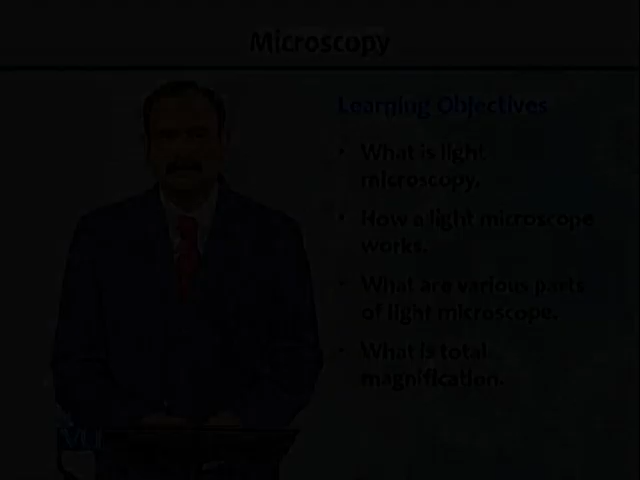 Microscopy
Learning Objectives
• What is light
microscopy.
• How a light microscope
works.
• What are various parts
of light microscope.
• What is total
magnification.
VU